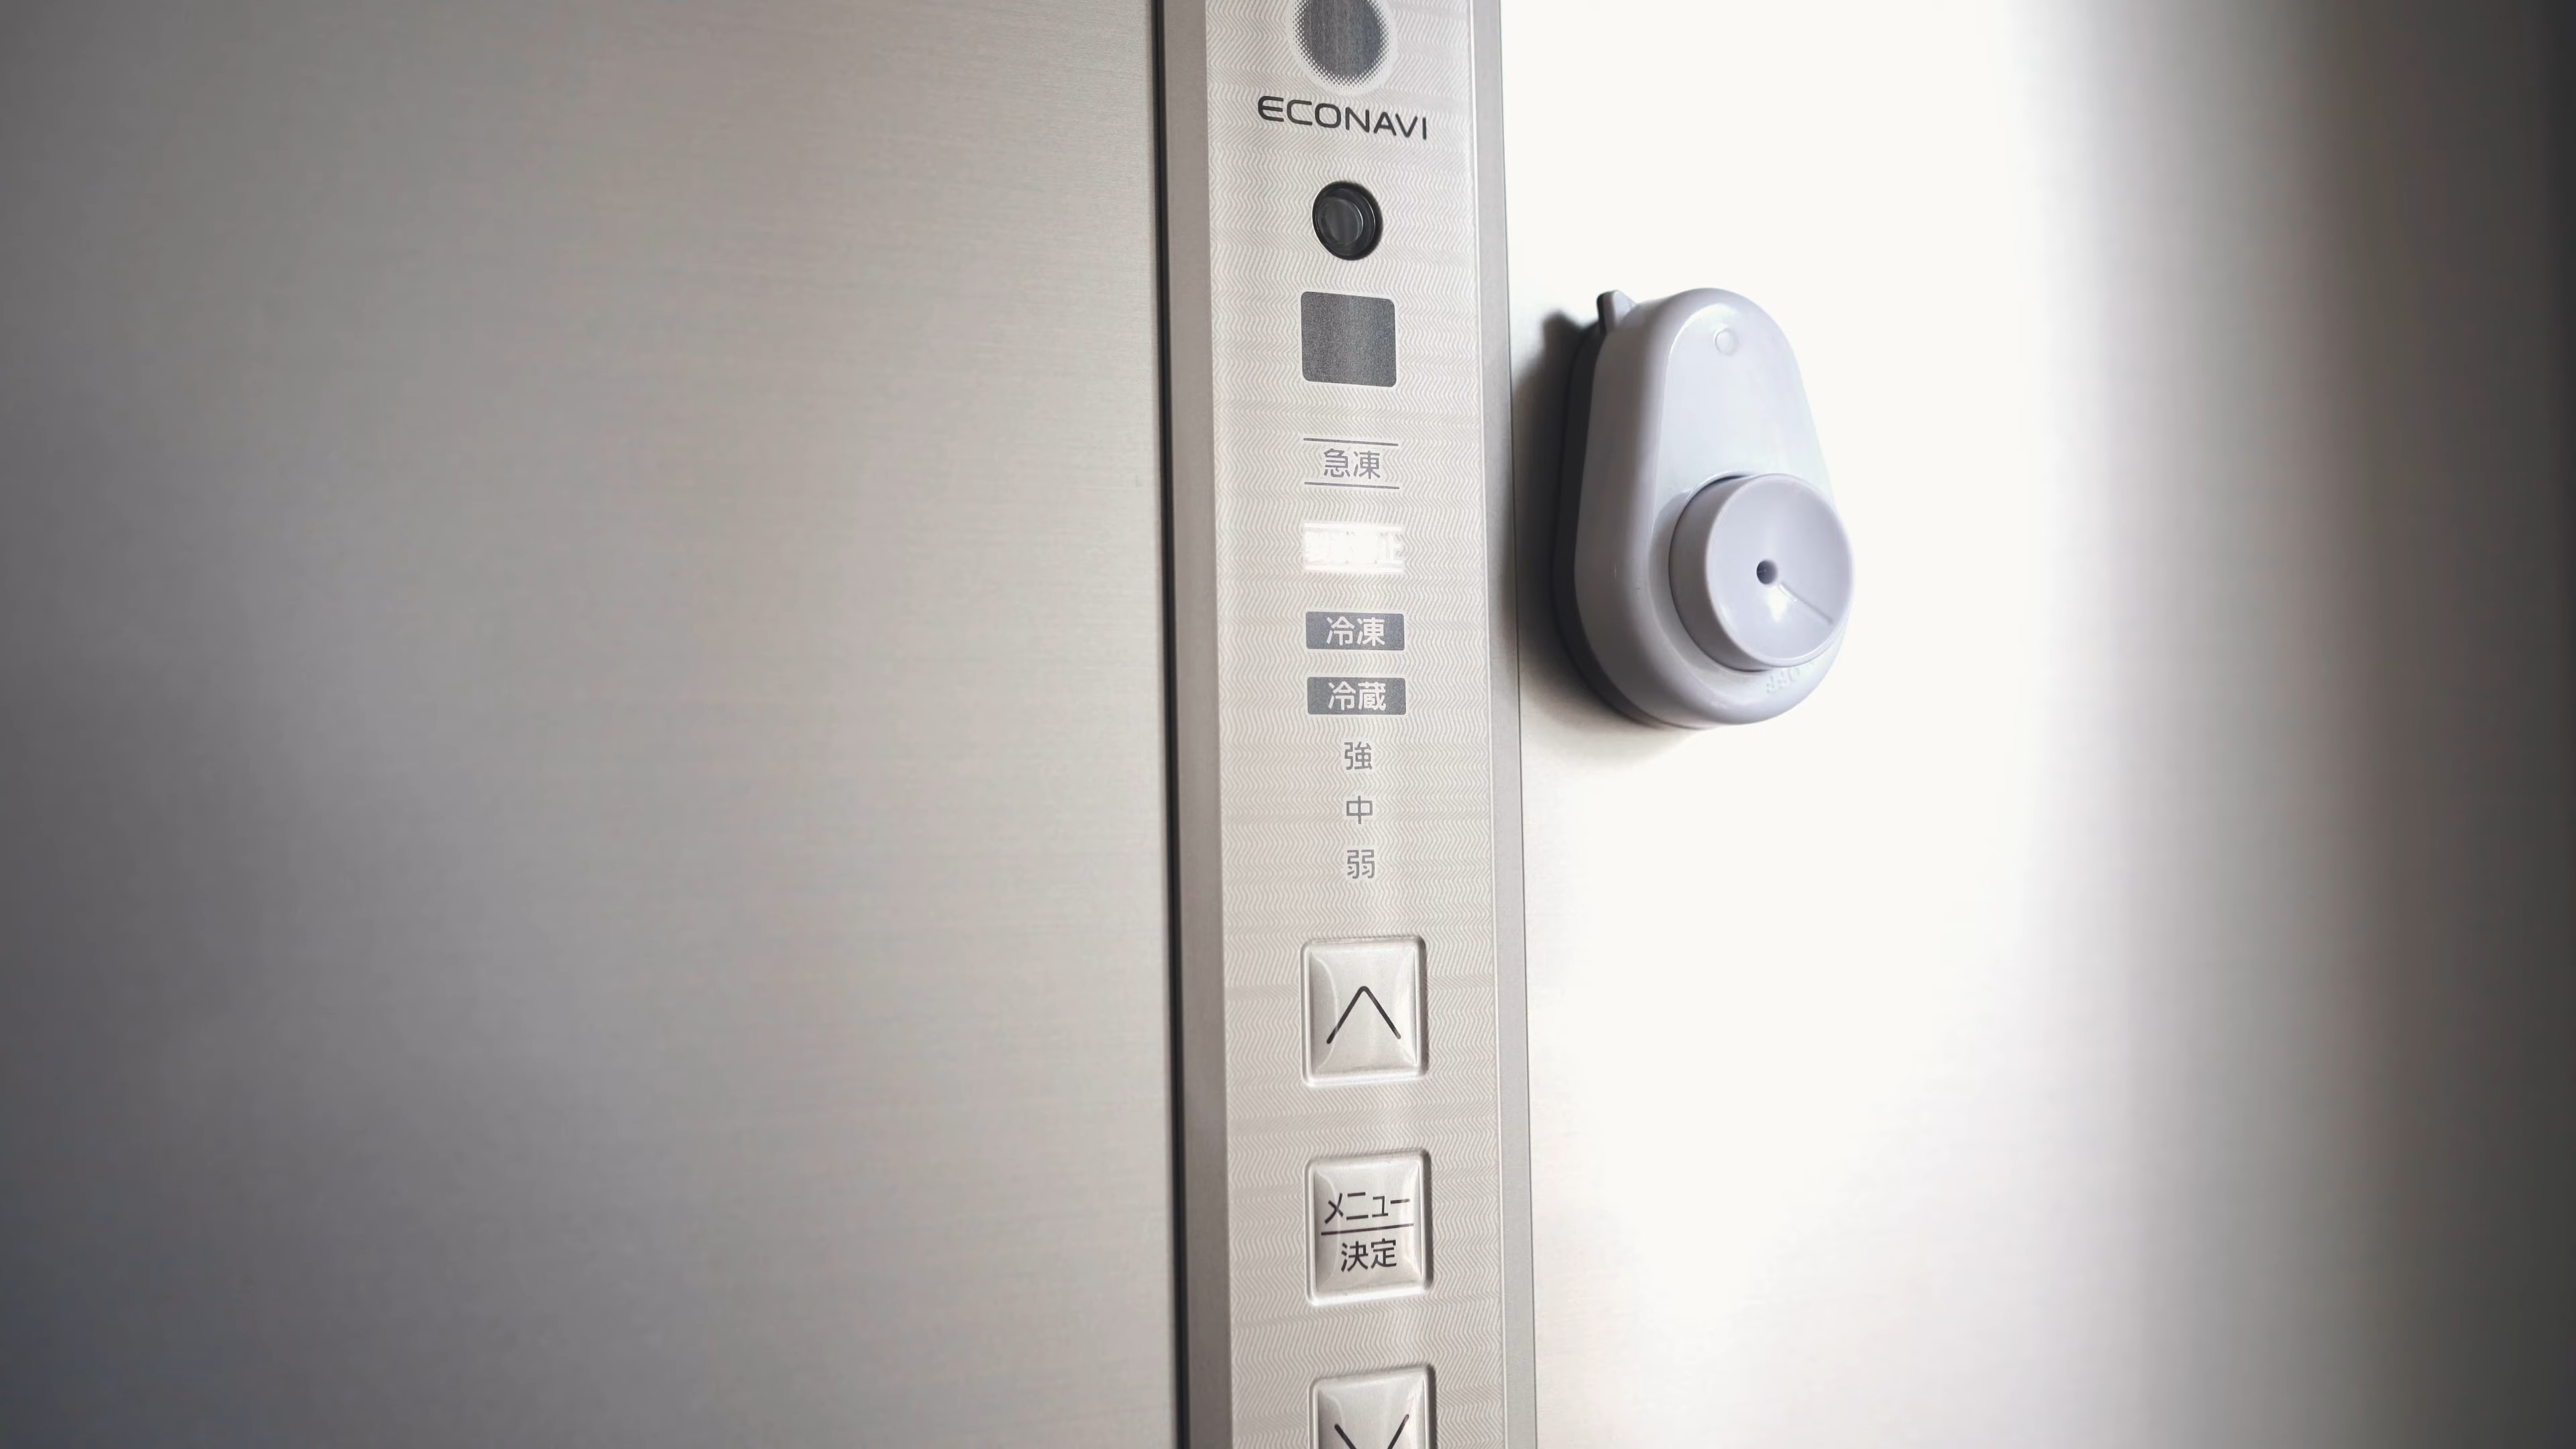 ECONAVI
急凍
冷凍
冷蔵
強
中
弱
メニュー
決定